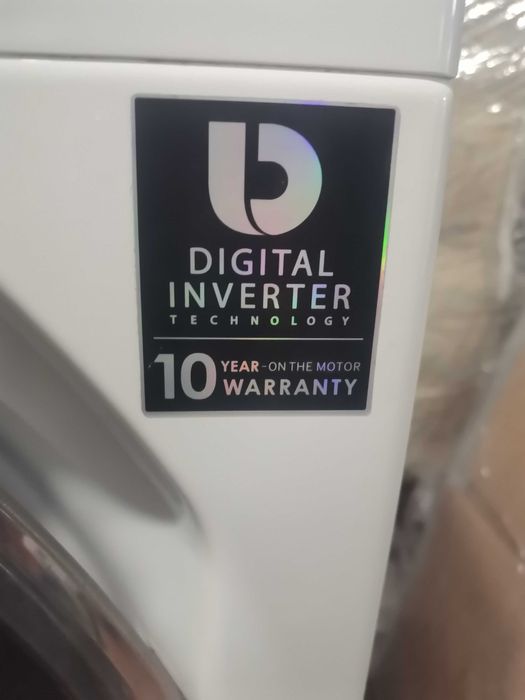 DIGITAL
INVERTER
TECHNOLOGY
10 YEAR - ON THE MOTOR
WARRANTY